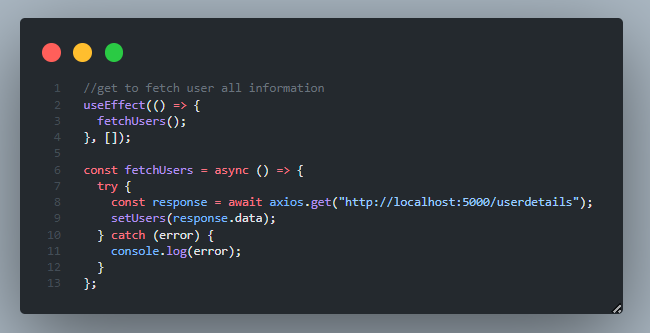 1 //get to fetch user all information
2 useEffect(() => {
3   fetchUsers();
4 }, []);
5
6 const fetchUsers = async () => {
7   try {
8     const response = await axios.get("http://localhost:5000/userdetails");
9     setUsers(response.data);
10   } catch (error) {
11     console.log(error);
12   }
13 };